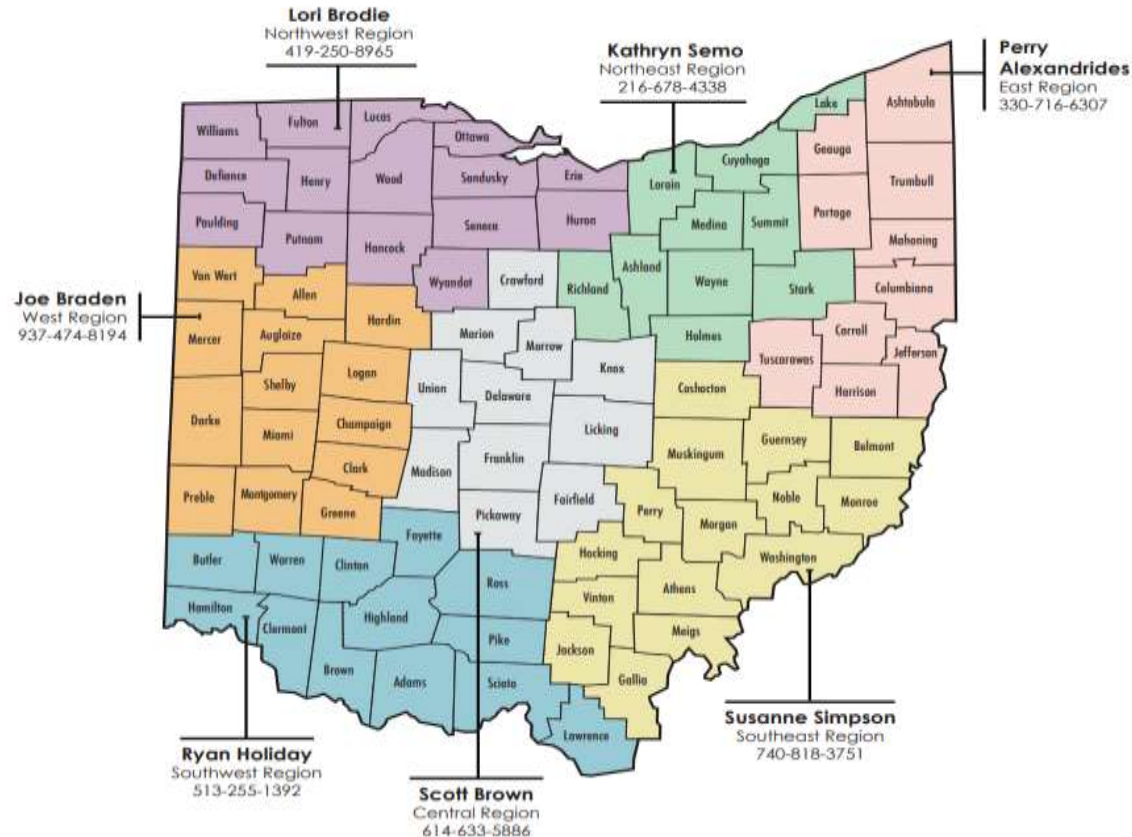 Lori Brodie
Northwest Region
419-250-8965
Kathryn Semo
Northeast Region
216-678-4338
Perry
Alexandrides
East Region
330-716-6307
Joe Braden
West Region
937-474-8194
Williams
Fulton
Lucas
Ottawa
Defiance
Henry
Wood
Sandusky
Erie
Paulding
Putnam
Hancock
Seneca
Huron
Wyandot
Lorain
Cuyahoga
Lake
Medina
Summit
Ashland
Richland
Wayne
Stark
Holmes
Ashtabula
Geauga
Trumbull
Portage
Mahoning
Columbiana
Carroll
Jefferson
Tuscarawas
Harrison
Van Wert
Allen
Hardin
Mercer
Auglaize
Logan
Shelby
Darke
Miami
Champaign
Clark
Preble
Montgomery
Greene
Crawford
Marion
Morrow
Knox
Union
Delaware
Licking
Madison
Franklin
Fairfield
Pickaway
Coshocton
Guernsey
Belmont
Muskingum
Noble
Monroe
Perry
Morgan
Washington
Hocking
Athens
Vinton
Meigs
Jackson
Gallia
Butler
Warren
Clinton
Fayette
Ross
Hamilton
Clermont
Highland
Pike
Brown
Adams
Scioto
Lawrence
Ryan Holiday
Southwest Region
513-255-1392
Scott Brown
Central Region
614-633-5886
Susanne Simpson
Southeast Region
740-818-3751